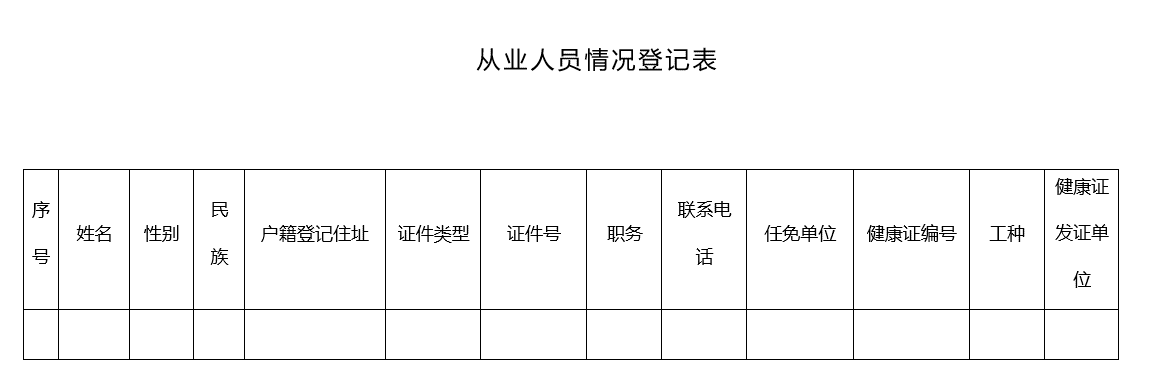 从业人员情况登记表
序号
姓名
性别
民族
户籍登记住址
证件类型
证件号
职务
联系电话
任免单位
健康证编号
工种
健康证发证单位